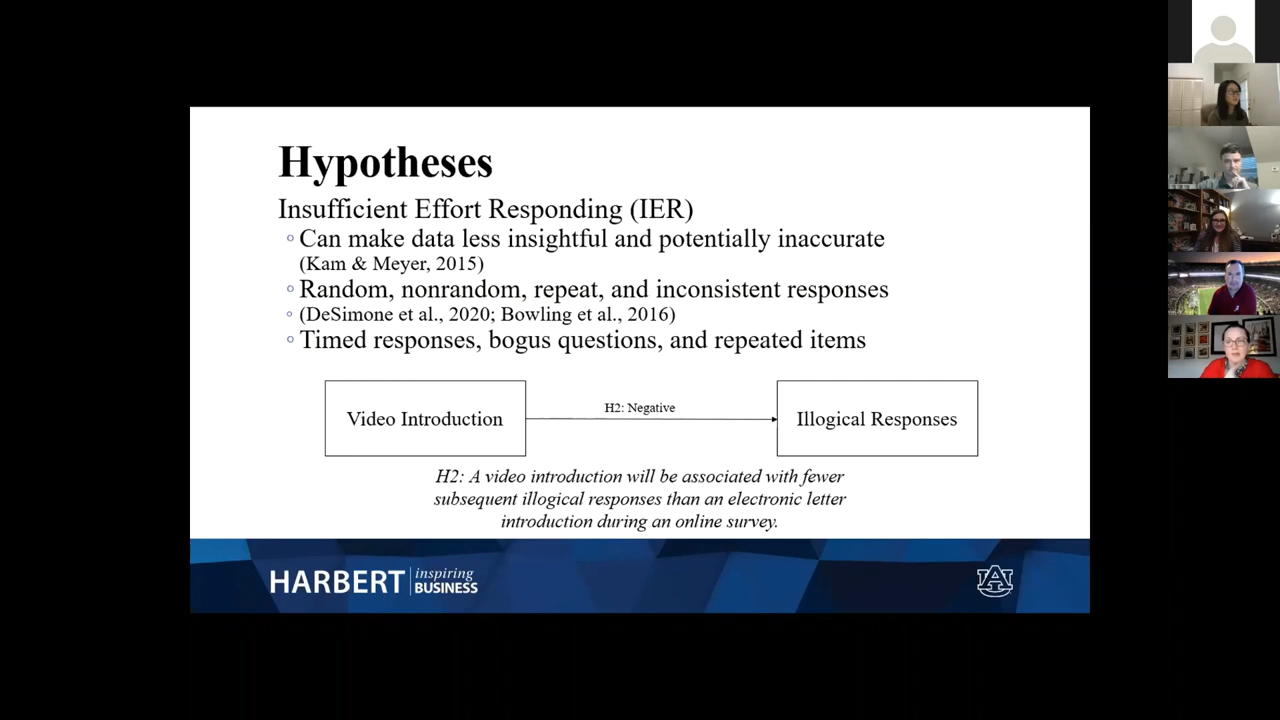 Hypotheses
Insufficient Effort Responding (IER)
◦Can make data less insightful and potentially inaccurate
(Kam & Meyer, 2015)
◦Random, nonrandom, repeat, and inconsistent responses
◦(DeSimone et al., 2020; Bowling et al., 2016)
◦Timed responses, bogus questions, and repeated items
Video Introduction
H2: Negative
Illogical Responses
H2: A video introduction will be associated with fewer
subsequent illogical responses than an electronic letter
introduction during an online survey.
HARBERT
inspiring
BUSINESS
AU